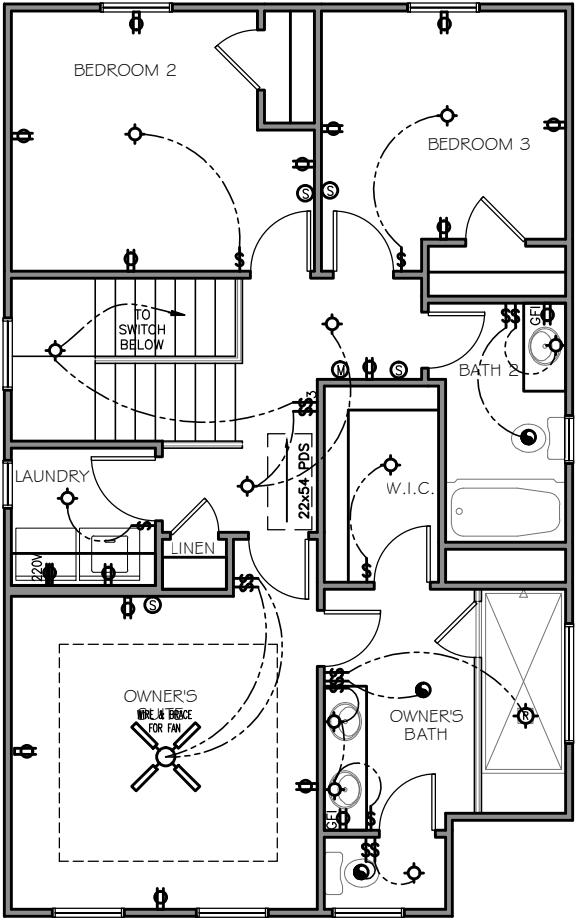 BEDROOM 2
BEDROOM 3
S
S
$
$
TO
SWITCH
BELOW
$$
GFI
M
S
BATH 2
$$3
22x54 PDS
W.I.C.
LAUNDRY
$
LINEN
220V
$
$$
S
$$$
OWNER'S
WIRE & BRACE
FOR FAN
OWNER'S
BATH
R
GFI
$
$$